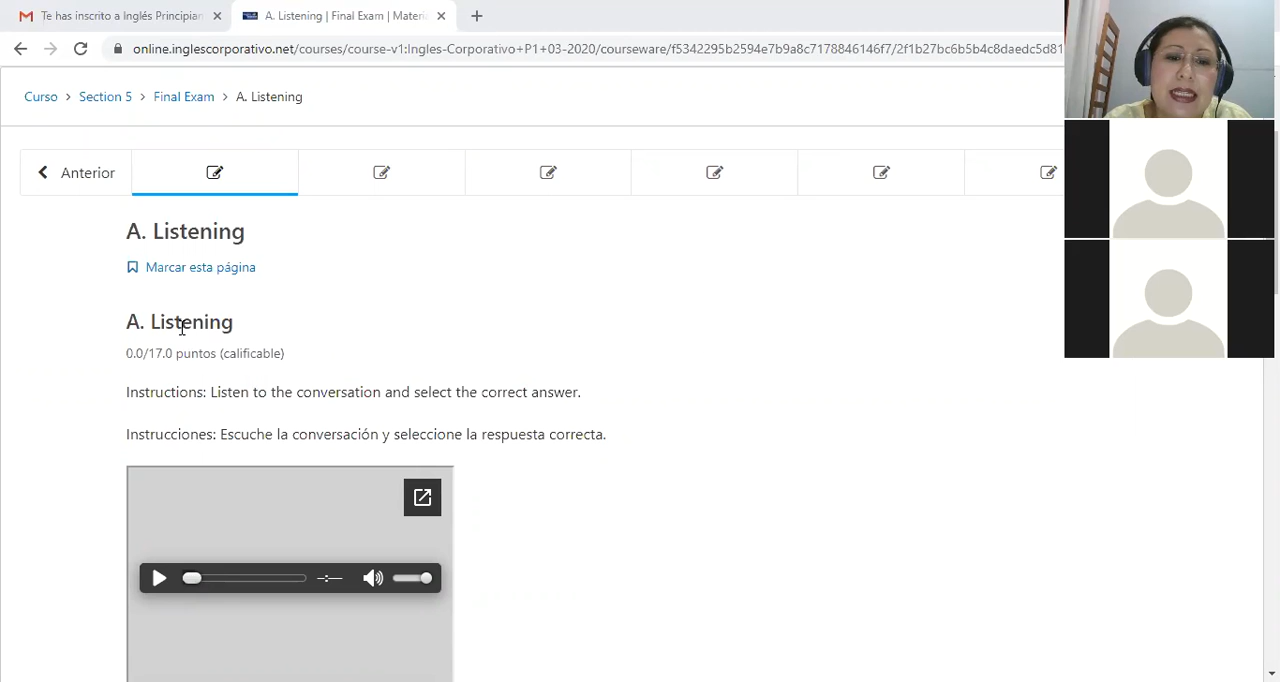 Te has inscrito a Inglés Principian
A. Listening | Final Exam | Materi
online.inglescorporativo.net/courses/course-v1:Ingles-Corporativo+P1+03-2020/courseware/f5342295b2594e7b9a8c7178846146f7/2f1b27bc6b5b4c8daedc5d81
Curso > Section 5 > Final Exam > A. Listening
Anterior
A. Listening
Marcar esta página
A. Listening
0.0/17.0 puntos (calificable)
Instructions: Listen to the conversation and select the correct answer.
Instrucciones: Escuche la conversación y seleccione la respuesta correcta.
-:--